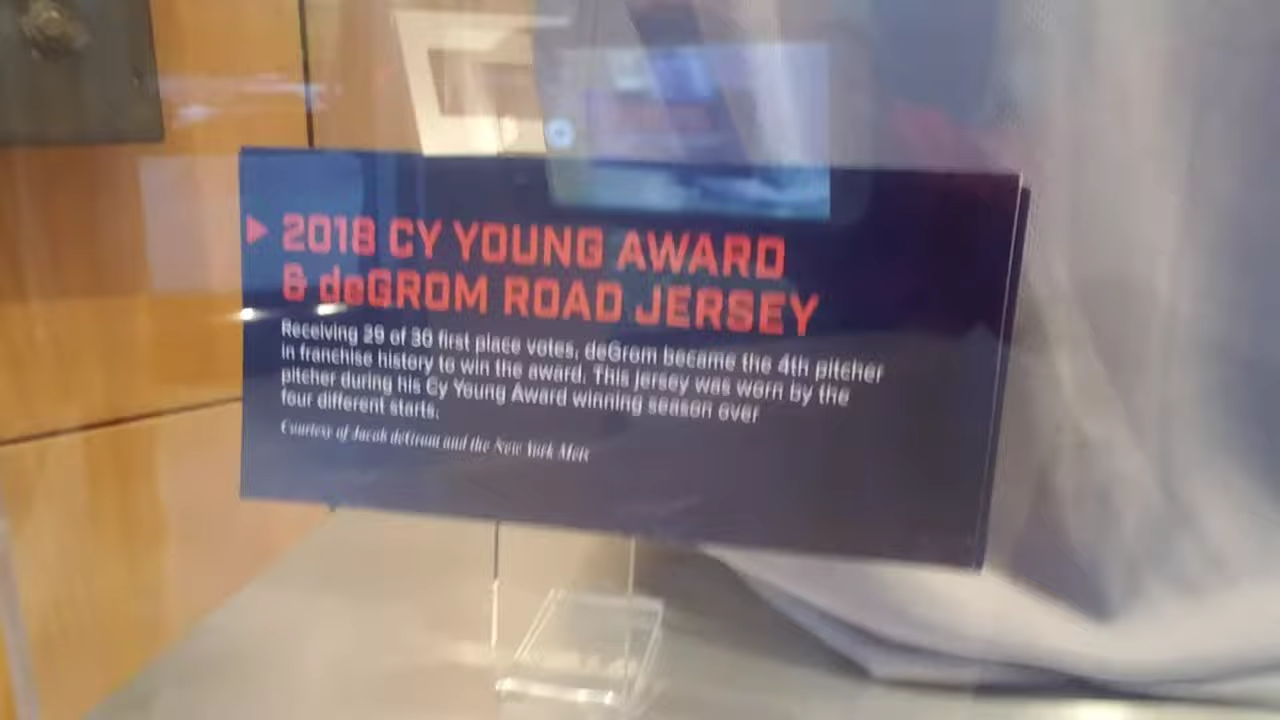 2018 CY YOUNG AWARD
& deGROM ROAD JERSEY
Receiving 29 of 30 first place votes, deGrom became the 4th pitcher
in franchise history to win the award. This jersey was worn by the
pitcher during his Cy Young Award winning season over
four different starts.
Courtesy of Jacob deGrom and the New York Mets